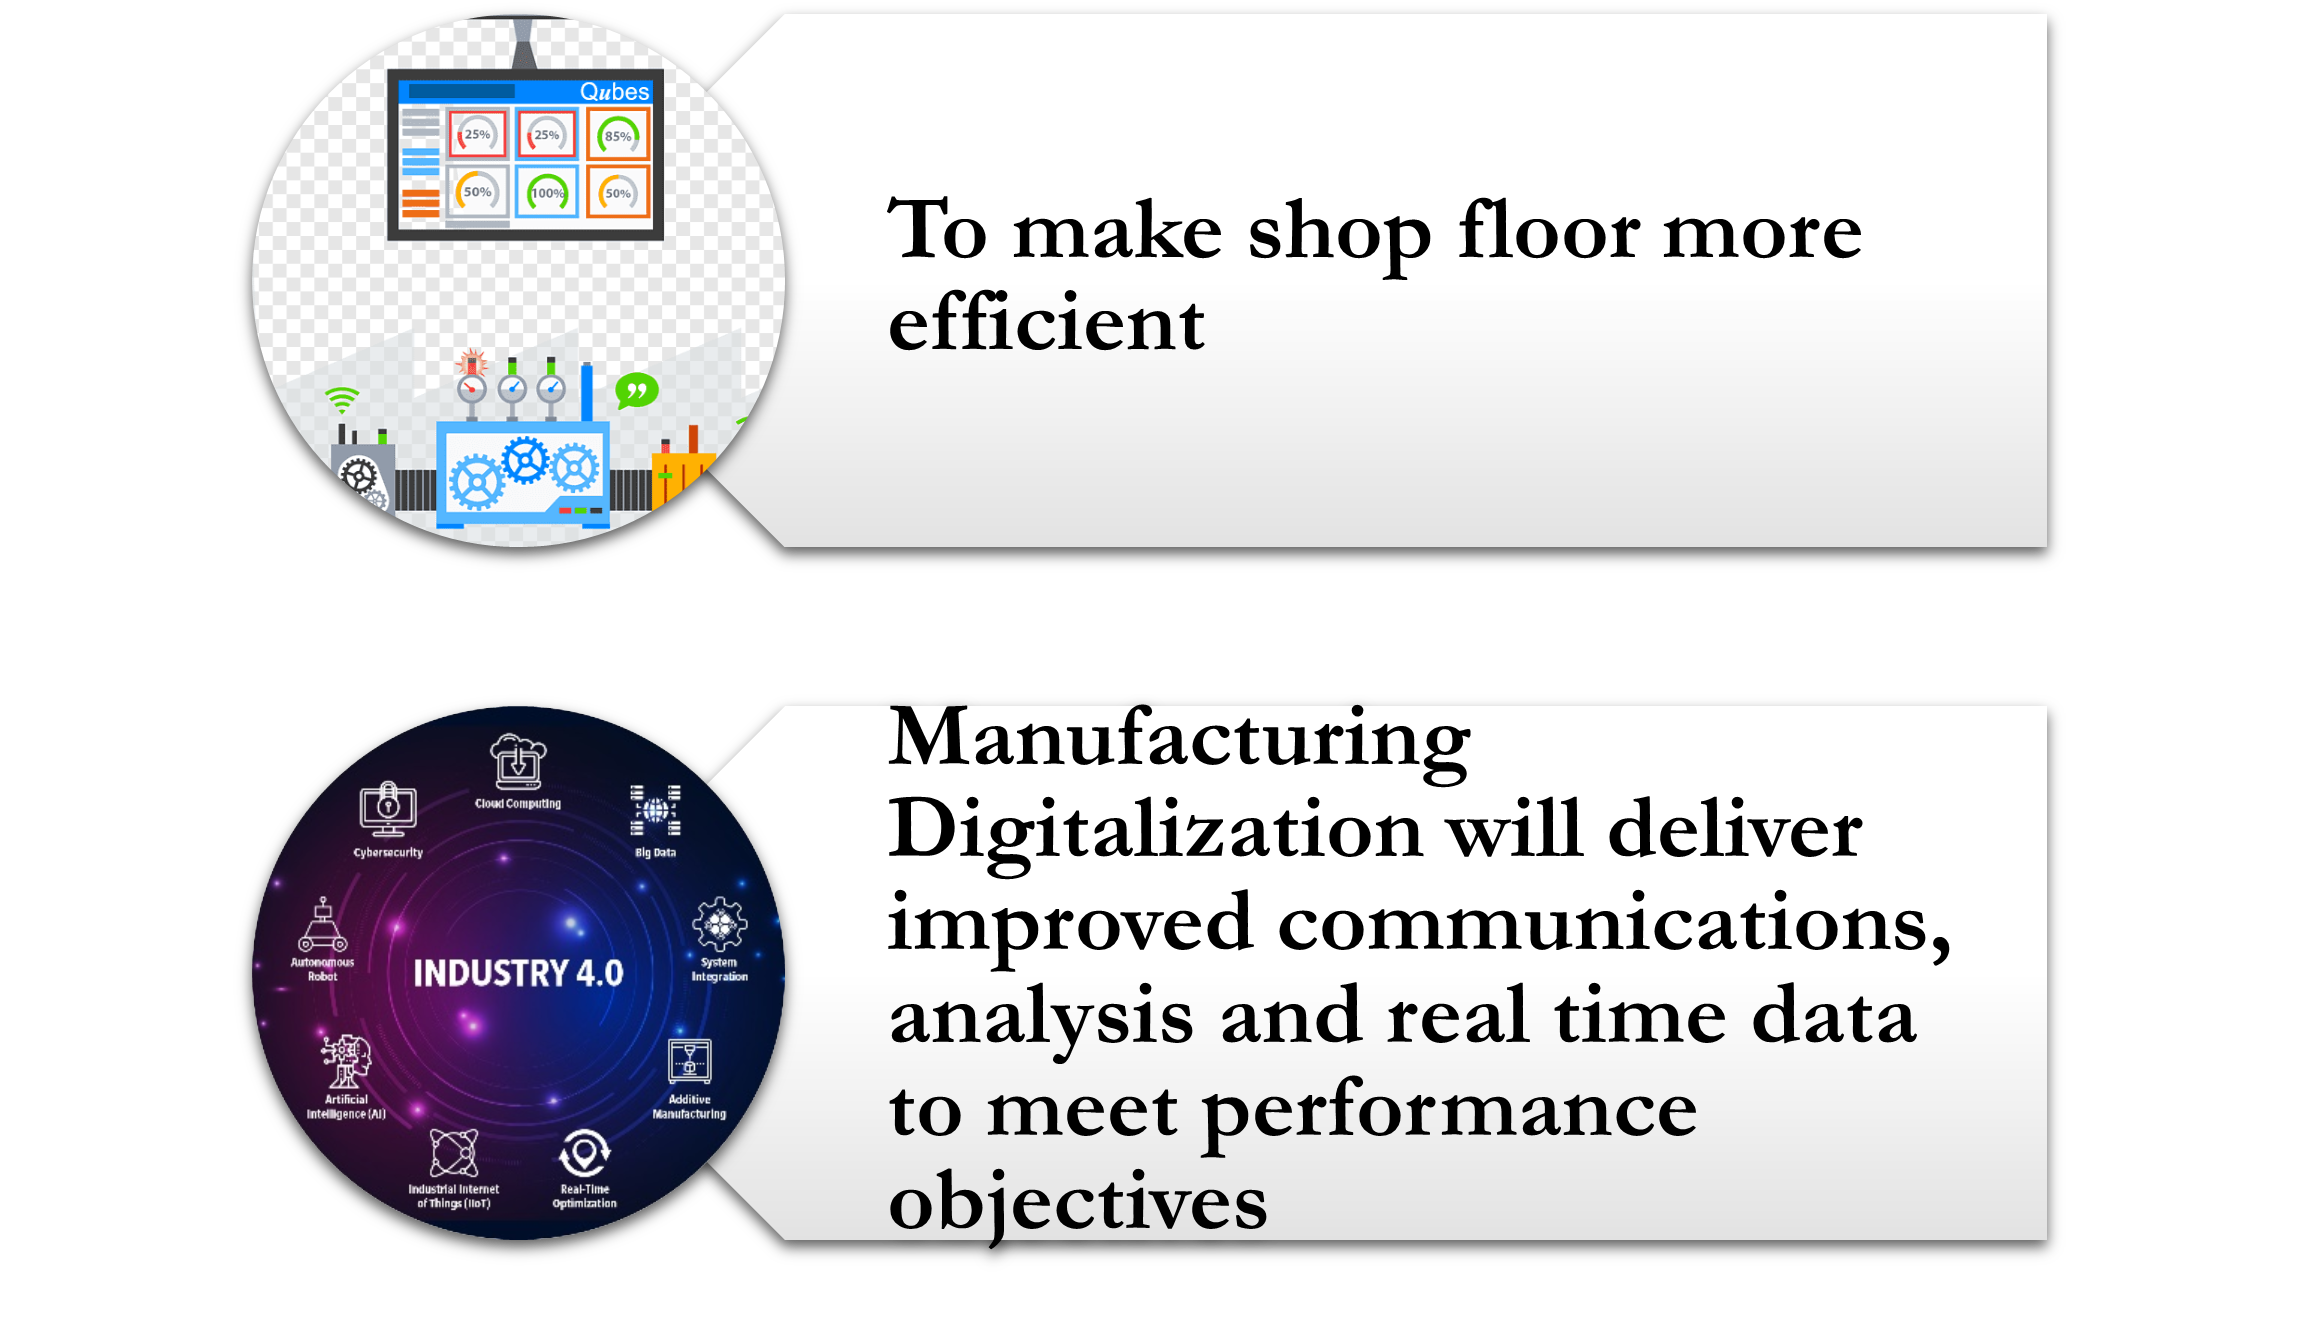 Qubes
25%
25%
85%
50%
100%
50%
To make shop floor more
efficient
Cloud Computing
Cybersecurity
Big Data
Autonomous
Robot
INDUSTRY 4.0
System
Integration
Artificial
Intelligence (AI)
Additive
Manufacturing
Industrial Internet
of Things (IIoT)
Real-Time
Optimization
Manufacturing
Digitalization will deliver
improved communications,
analysis and real time data
to meet performance
objectives